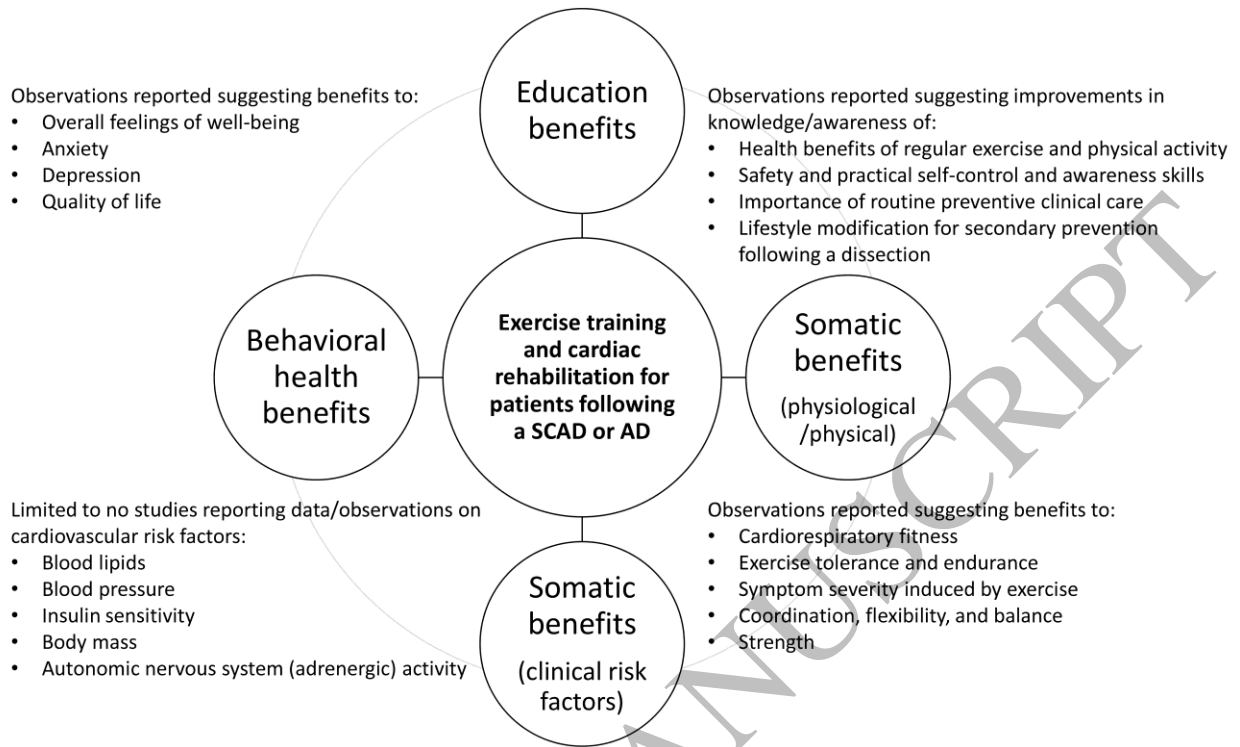 Education
benefits
Observations reported suggesting benefits to:
• Overall feelings of well-being
• Anxiety
• Depression
• Quality of life
Observations reported suggesting improvements in
knowledge/awareness of:
• Health benefits of regular exercise and physical activity
• Safety and practical self-control and awareness skills
• Importance of routine preventive clinical care
• Lifestyle modification for secondary prevention
following a dissection
Behavioral
health
benefits
Exercise training
and cardiac
rehabilitation for
patients following
a SCAD or AD
Somatic
benefits
(physiological
/physical)
Limited to no studies reporting data/observations on
cardiovascular risk factors:
• Blood lipids
• Blood pressure
• Insulin sensitivity
• Body mass
• Autonomic nervous system (adrenergic) activity
Somatic
benefits
(clinical risk
factors)
Observations reported suggesting benefits to:
• Cardiorespiratory fitness
• Exercise tolerance and endurance
• Symptom severity induced by exercise
• Coordination, flexibility, and balance
• Strength
ANUSCRIPT